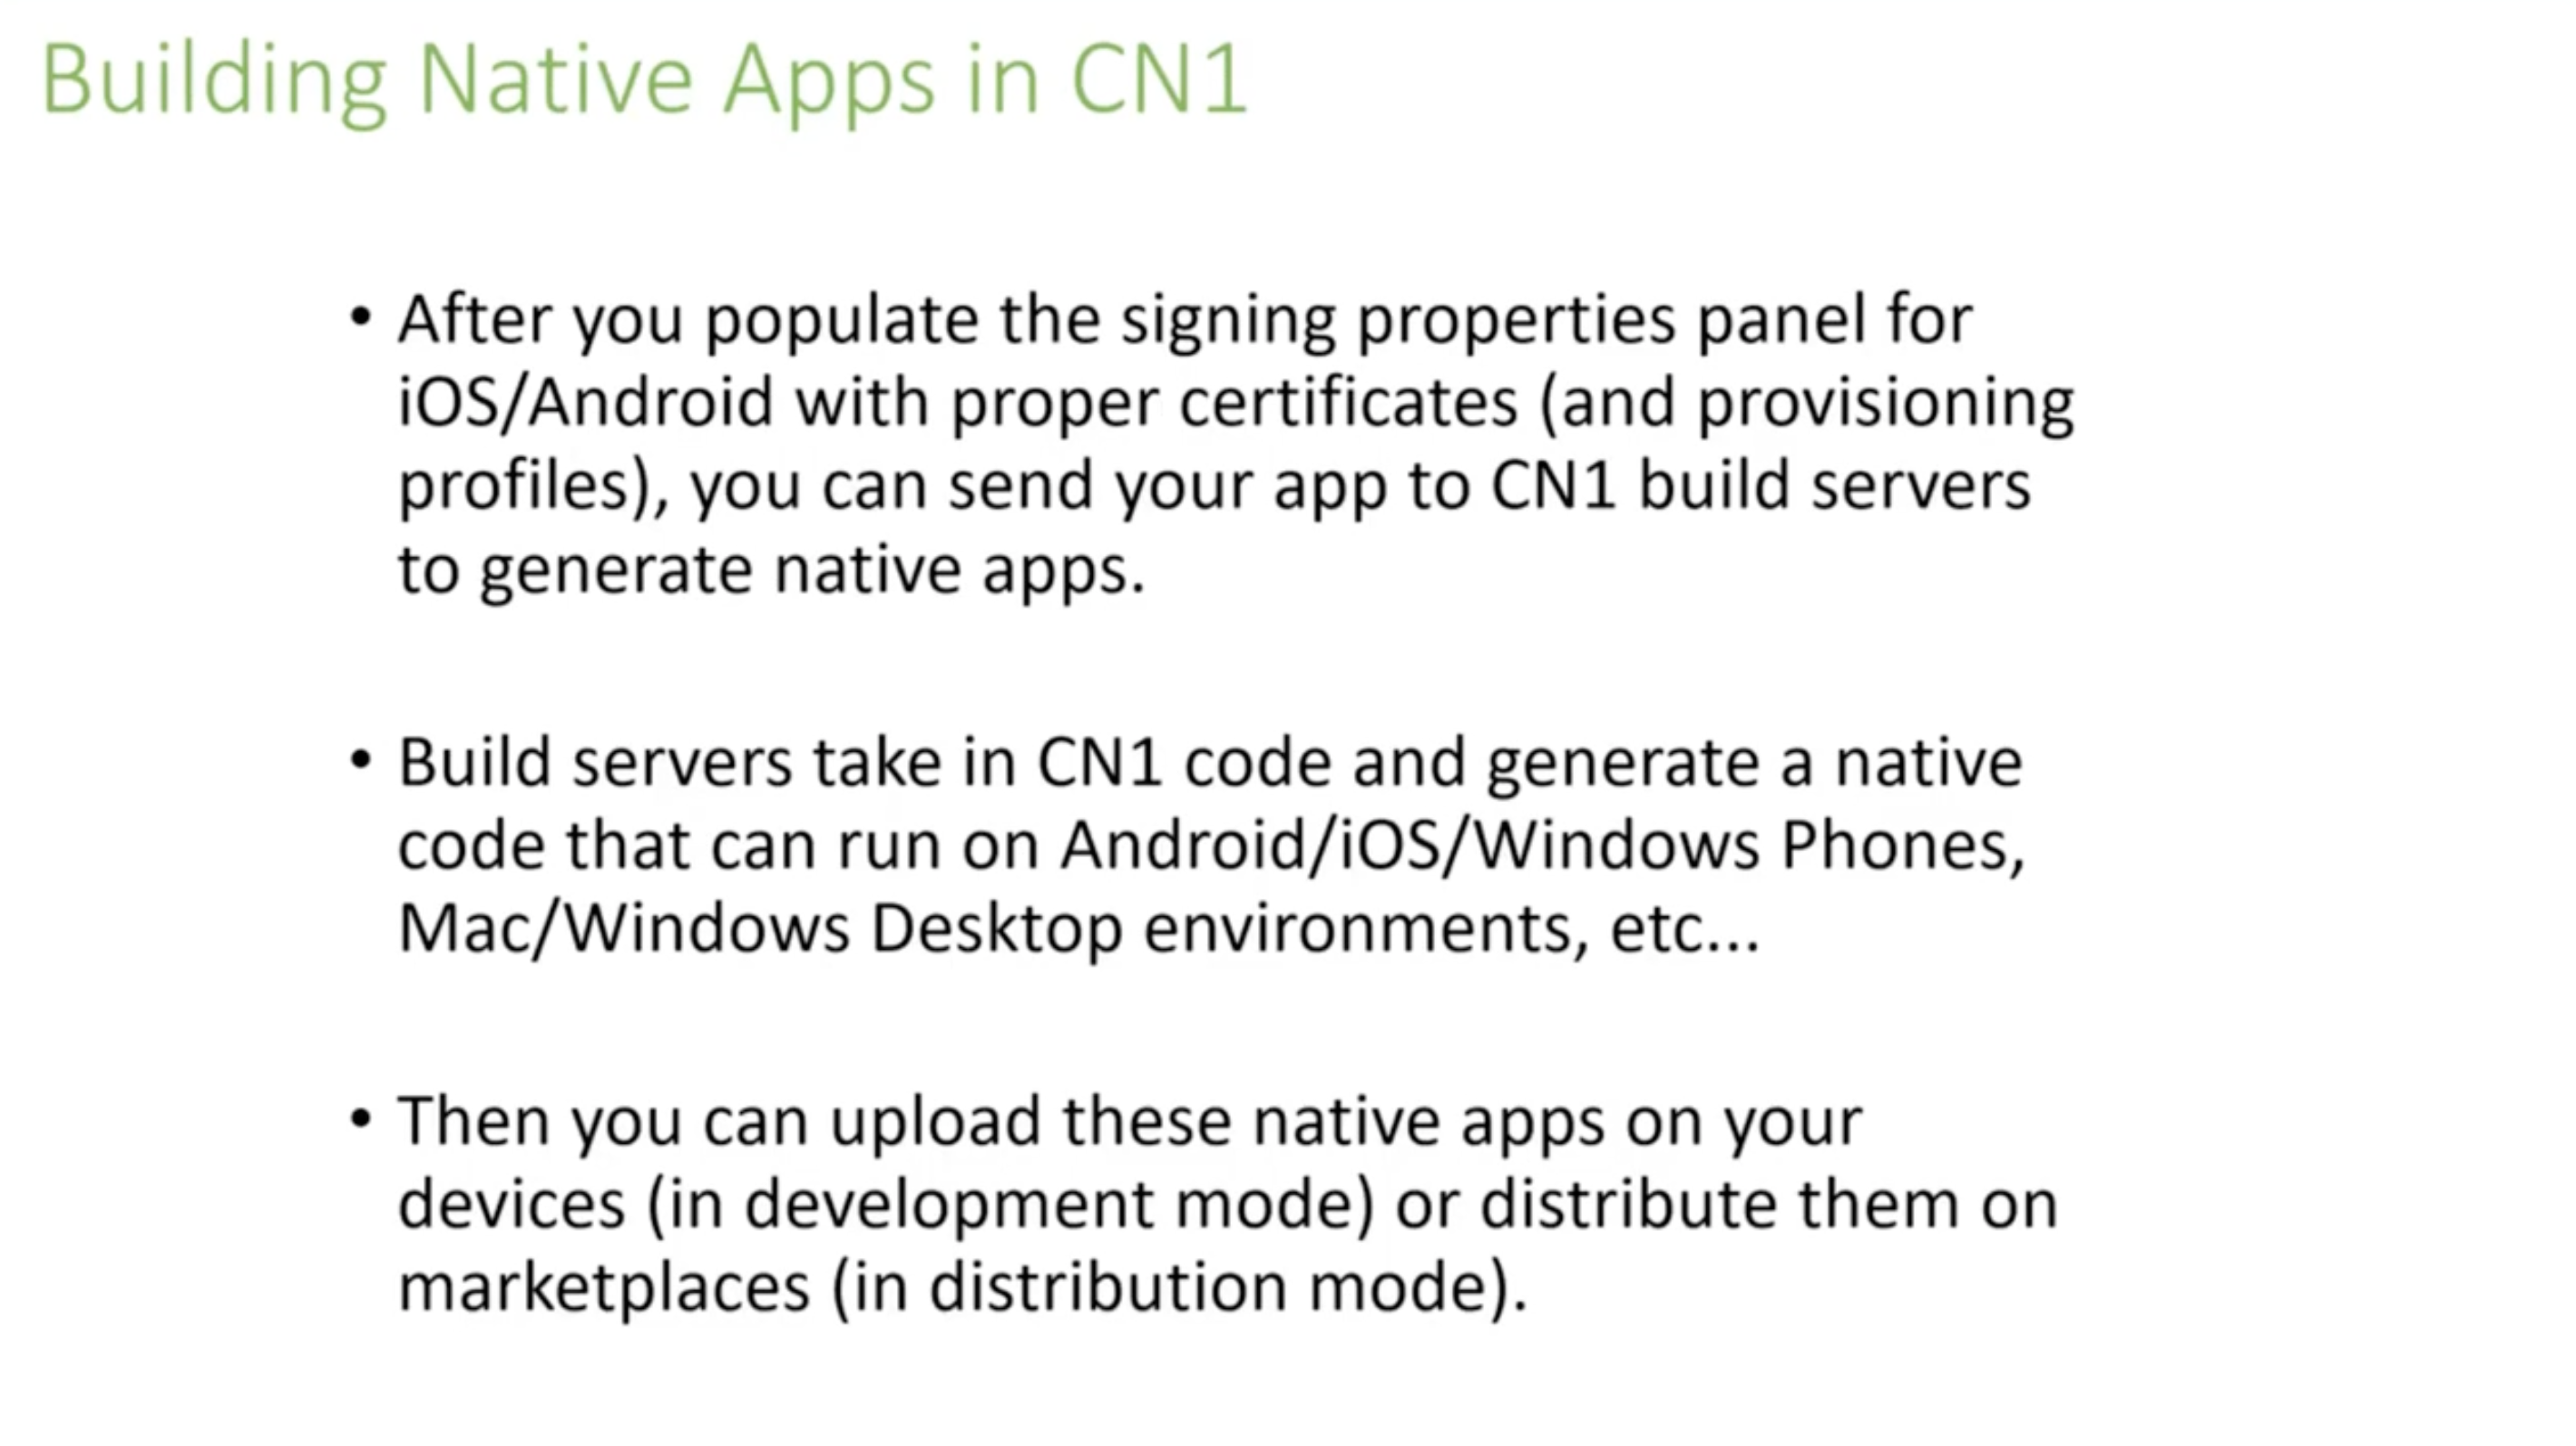 Building Native Apps in CN1
• After you populate the signing properties panel for
iOS/Android with proper certificates (and provisioning
profiles), you can send your app to CN1 build servers
to generate native apps.
• Build servers take in CN1 code and generate a native
code that can run on Android/iOS/Windows Phones,
Mac/Windows Desktop environments, etc...
• Then you can upload these native apps on your
devices (in development mode) or distribute them on
marketplaces (in distribution mode).